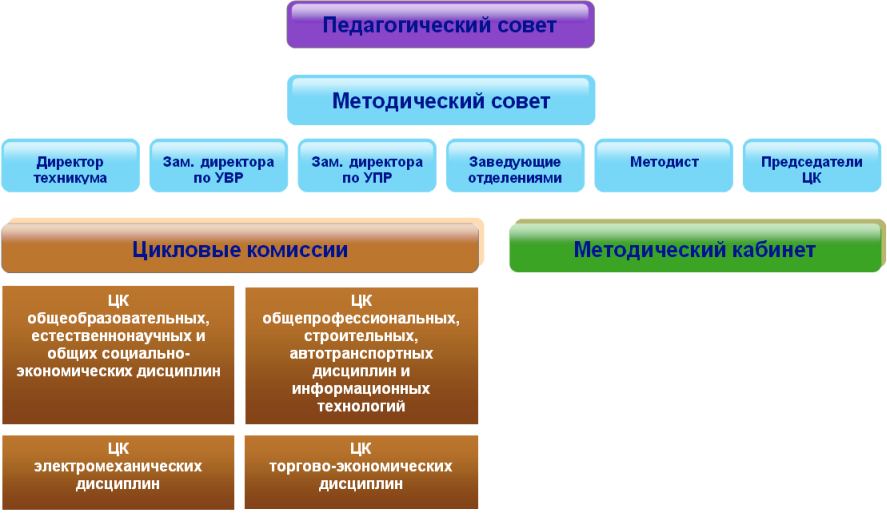 Педагогический совет
Методический совет
Директор
техникума
Зам. директора
по УВР
Зам. директора
по УПР
Заведующие
отделениями
Методист
Председатели
ЦК
Цикловые комиссии
Методический кабинет
ЦК
общеобразовательных,
естественнонаучных и
общих социально-
экономических дисциплин
ЦК
общепрофессиональных,
строительных,
автотранспортных
дисциплин и
информационных
технологий
ЦК
электромеханических
дисциплин
ЦК
торгово-экономических
дисциплин